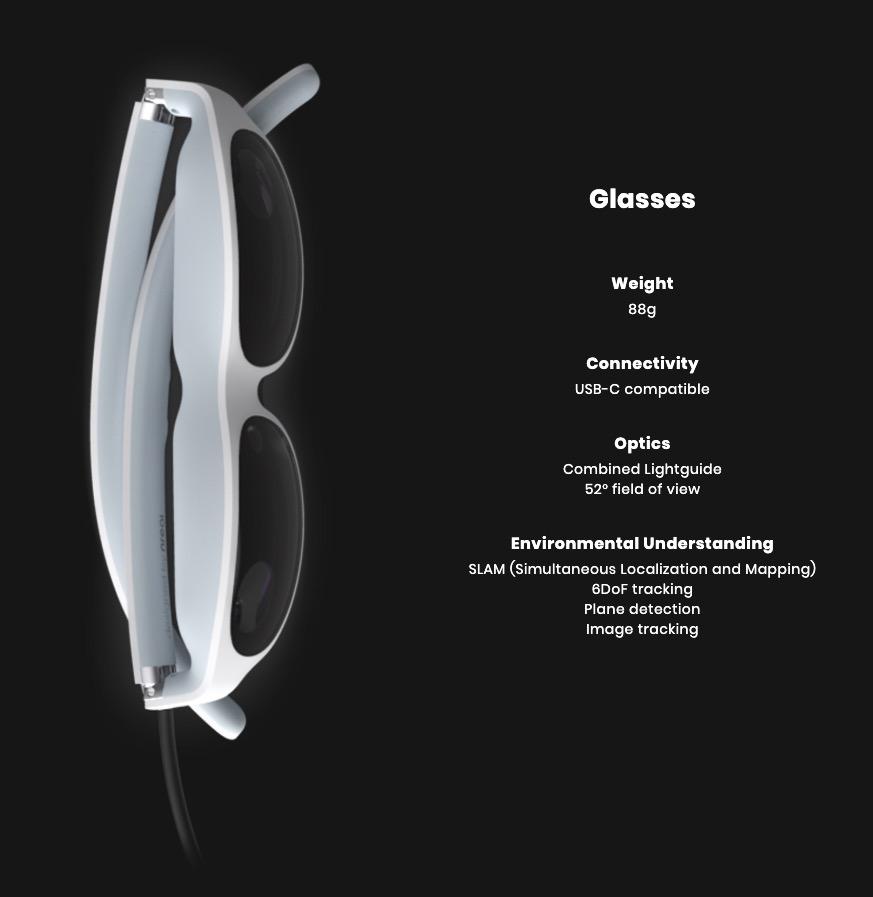 Glasses
Weight
88g
Connectivity
USB-C compatible
Optics
Combined Lightguide
52° field of view
Environmental Understanding
SLAM (Simultaneous Localization and Mapping)
6DoF tracking
Plane detection
Image tracking
nreal